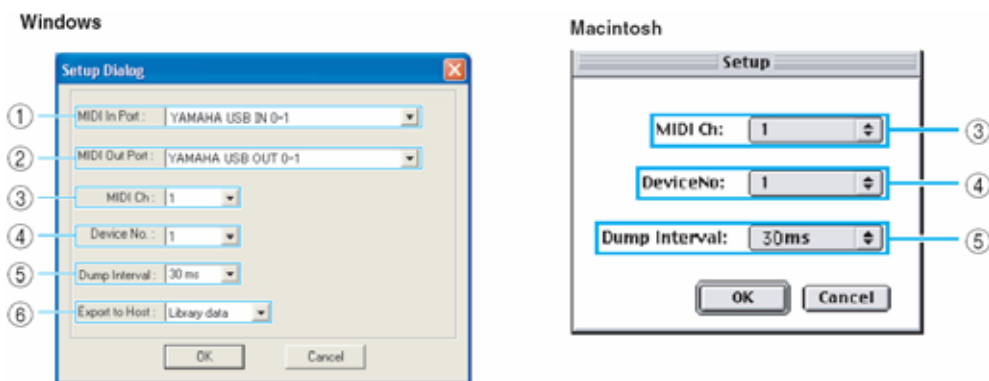 Windows
Setup Dialog
① MIDI In Port : YAMAHA USB IN 0-1
② MIDI Out Port : YAMAHA USB OUT 0-1
③ MIDI Ch : 1
④ Device No. : 1
⑤ Dump Interval : 30 ms
⑥ Export to Host : Library data
OK Cancel
Macintosh
Setup
MIDI Ch: 1 ③
DeviceNo: 1 ④
Dump Interval: 30ms ⑤
OK Cancel